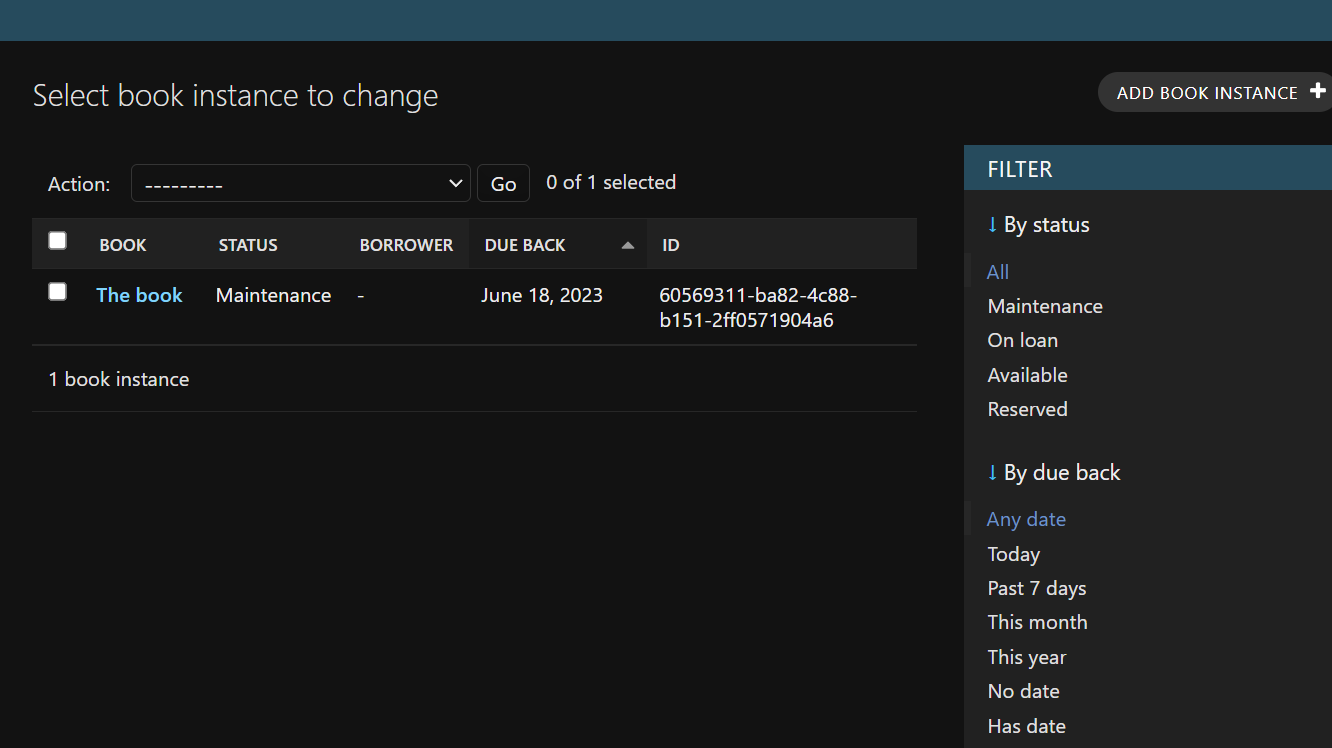 Select book instance to change
ADD BOOK INSTANCE +
Action: --------- Go 0 of 1 selected
BOOK STATUS BORROWER DUE BACK ID
The book Maintenance - June 18, 2023 60569311-ba82-4c88-
b151-2ff0571904a6
1 book instance
FILTER
↓ By status
All
Maintenance
On loan
Available
Reserved
↓ By due back
Any date
Today
Past 7 days
This month
This year
No date
Has date